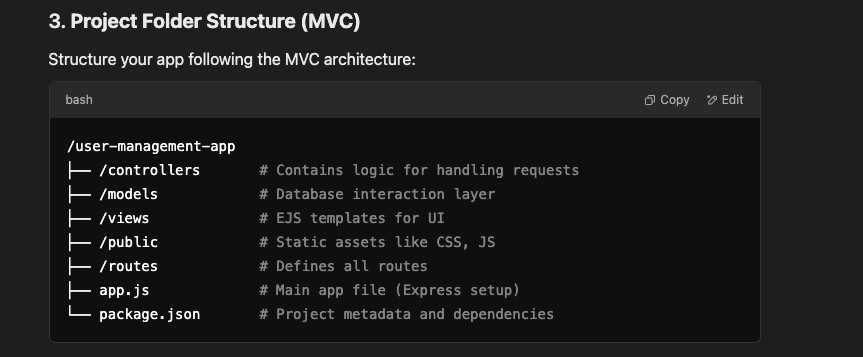 3. Project Folder Structure (MVC)
Structure your app following the MVC architecture:
bash Copy Edit
/user-management-app
├── /controllers       # Contains logic for handling requests
├── /models            # Database interaction layer
├── /views             # EJS templates for UI
├── /public            # Static assets like CSS, JS
├── /routes            # Defines all routes
├── app.js             # Main app file (Express setup)
└── package.json       # Project metadata and dependencies